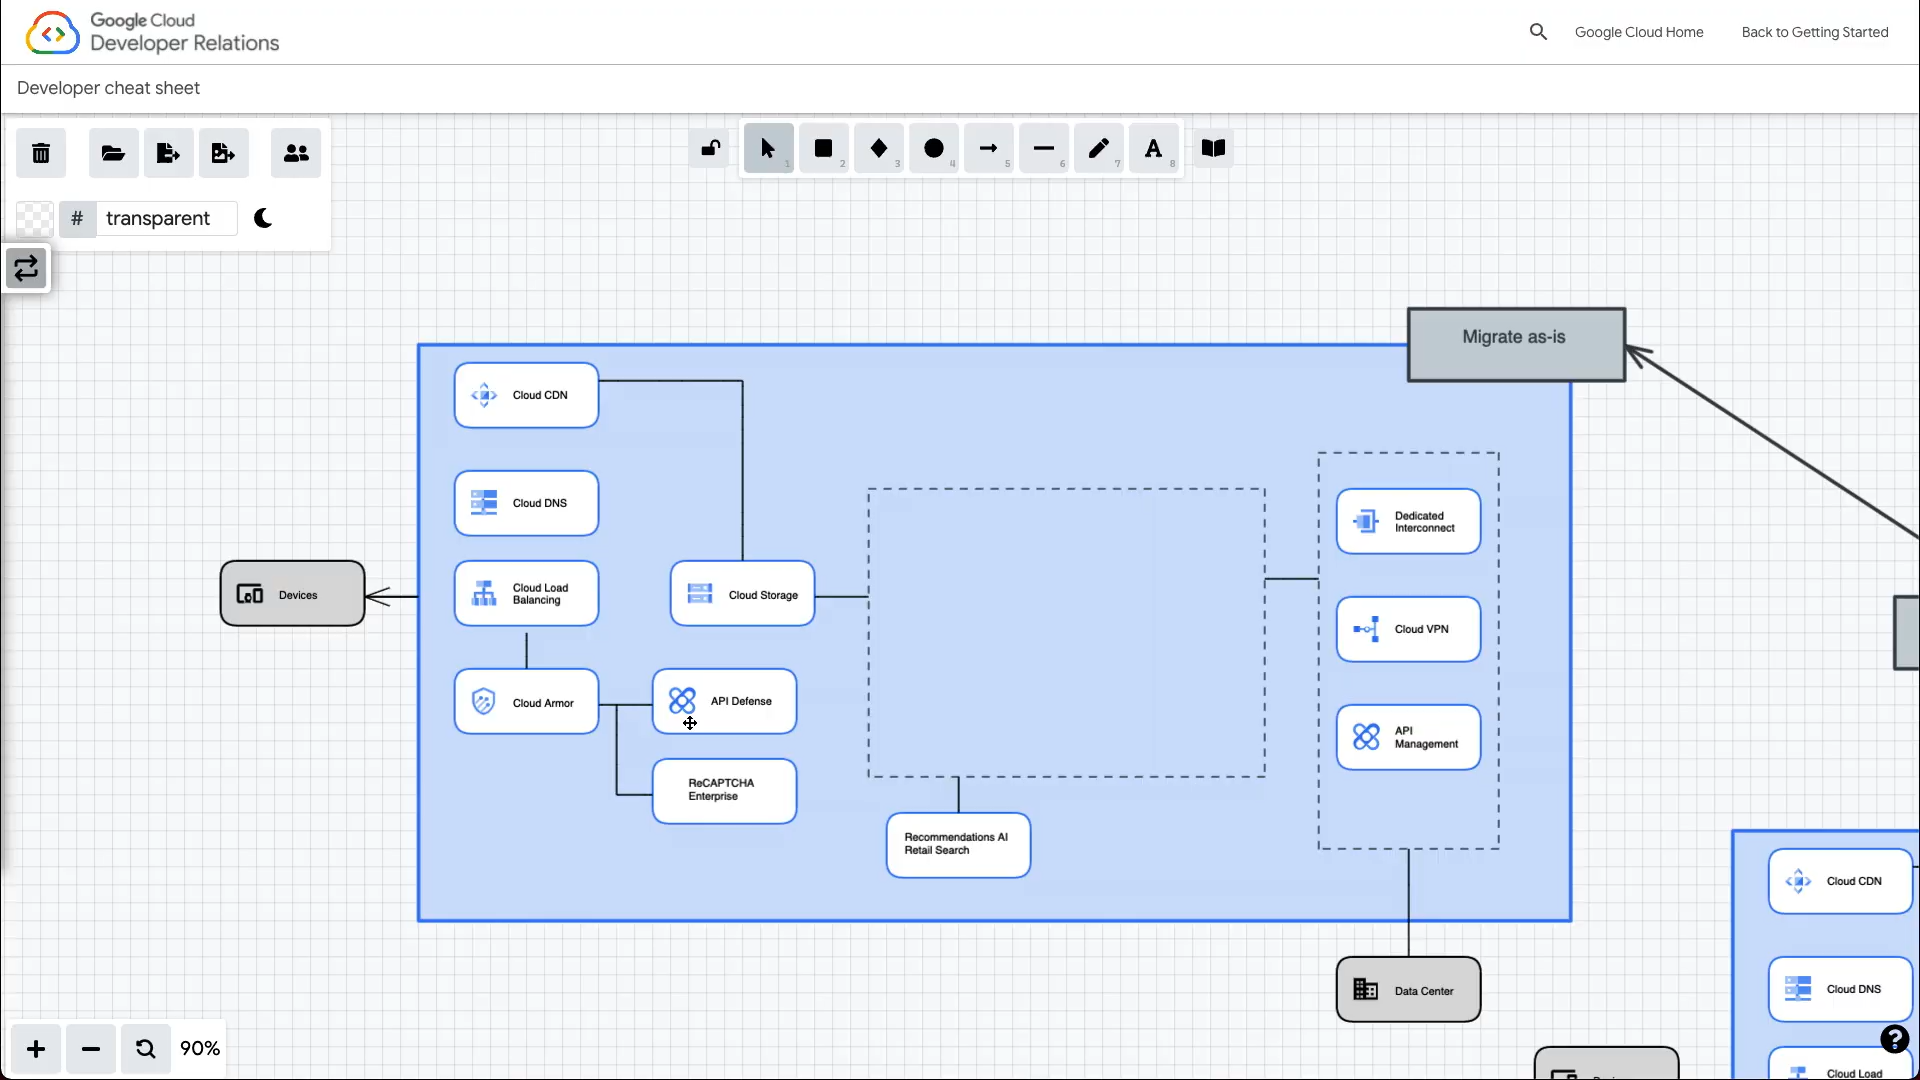 Google Cloud
Developer Relations
Google Cloud Home
Back to Getting Started
Developer cheat sheet
1
2
3
4
5
6
7
A
8
#
transparent
Migrate as-is
Cloud CDN
Cloud DNS
Dedicated
Interconnect
Devices
Cloud Load
Balancing
Cloud Storage
Cloud VPN
Cloud Armor
API Defense
API
Management
ReCAPTCHA
Enterprise
Recommendations AI
Retail Search
Cloud CDN
Data Center
Cloud DNS
90%
Cloud Load
?